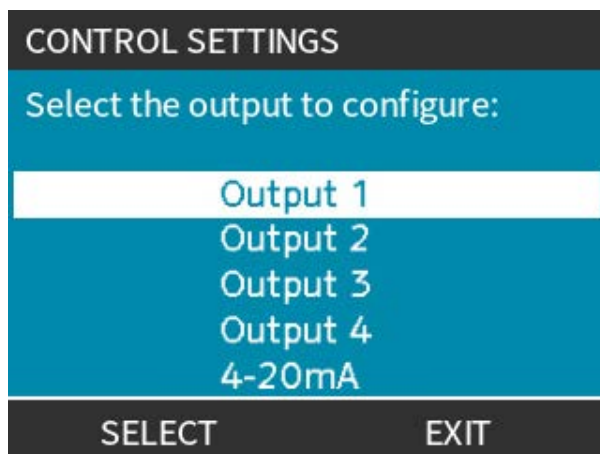 CONTROL SETTINGS
Select the output to configure:
Output 1
Output 2
Output 3
Output 4
4-20mA
SELECT EXIT